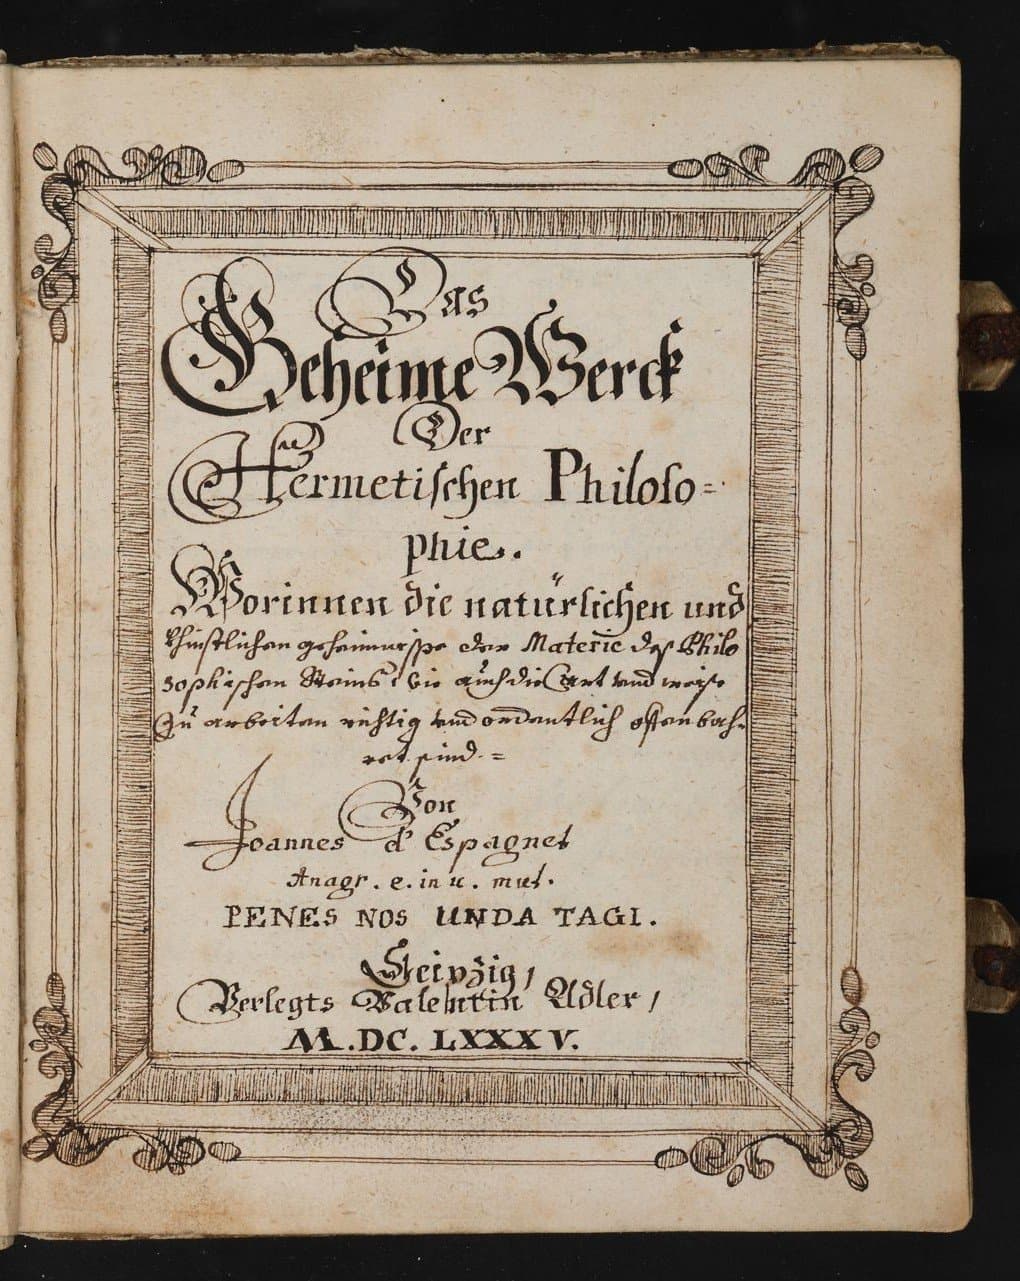 Das
Geheime Werck
Der
Hermetischen Philoso=
phie.
Worinnen die natürlichen und
Khünstlichen geheimnisse der Materie des Philo
sophischen Steins, wie auch die Art und weise
Zu arbeiten richtig und ordentlich offenbah=
ret sind. =
Von
Joannes d'Espagnet
Anagr. e. in u. mut.
PENES NOS UNDA TAGI.
Leipzig,
Verlegts Valentin Adler,
M.DC.LXXXV.